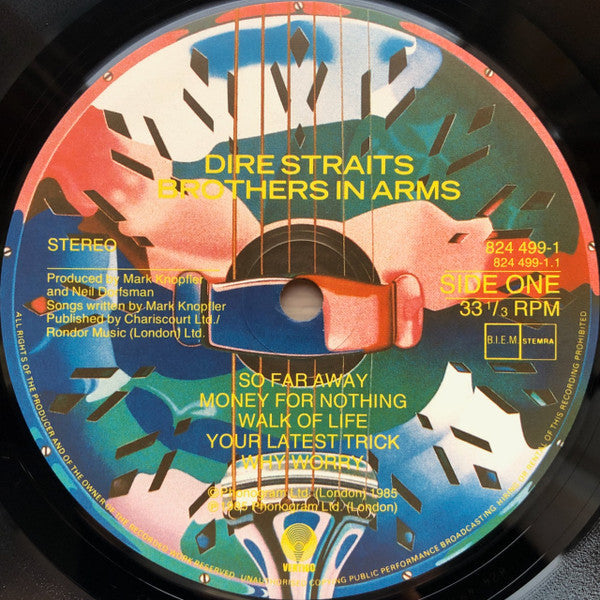 DIRE STRAITS
BROTHERS IN ARMS
STEREO
824 499-1
824 499-1.1
SIDE ONE
33 1/3 RPM
B.I.E.M. STEMRA
Produced by Mark Knopfler
and Neil Dorfsman
Songs written by Mark Knopfler
Published by Chariscourt Ltd./
Rondor Music (London) Ltd.
SO FAR AWAY
MONEY FOR NOTHING
WALK OF LIFE
YOUR LATEST TRICK
WHY WORRY
©Phonogram Ltd. (London) 1985
℗ 1985 Phonogram Ltd. (London)
VERTIGO
ALL RIGHTS OF THE PRODUCER AND OF THE OWNER OF THE RECORDED WORK RESERVED. UNAUTHORISED COPYING PUBLIC PERFORMANCE BROADCASTING HIRING OR RENTAL OF THIS RECORDING PROHIBITED